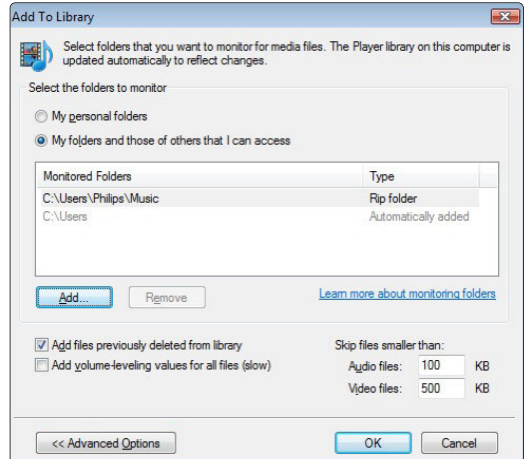 Add To Library
Select folders that you want to monitor for media files. The Player library on this computer is
updated automatically to reflect changes.
Select the folders to monitor
My personal folders
My folders and those of others that I can access
Monitored Folders Type
C:\Users\Philips\Music Rip folder
C:\Users Automatically added
Add... Remove Learn more about monitoring folders
Add files previously deleted from library Skip files smaller than:
Add volume-leveling values for all files (slow) Audio files: 100 KB
Video files: 500 KB
<< Advanced Options OK Cancel